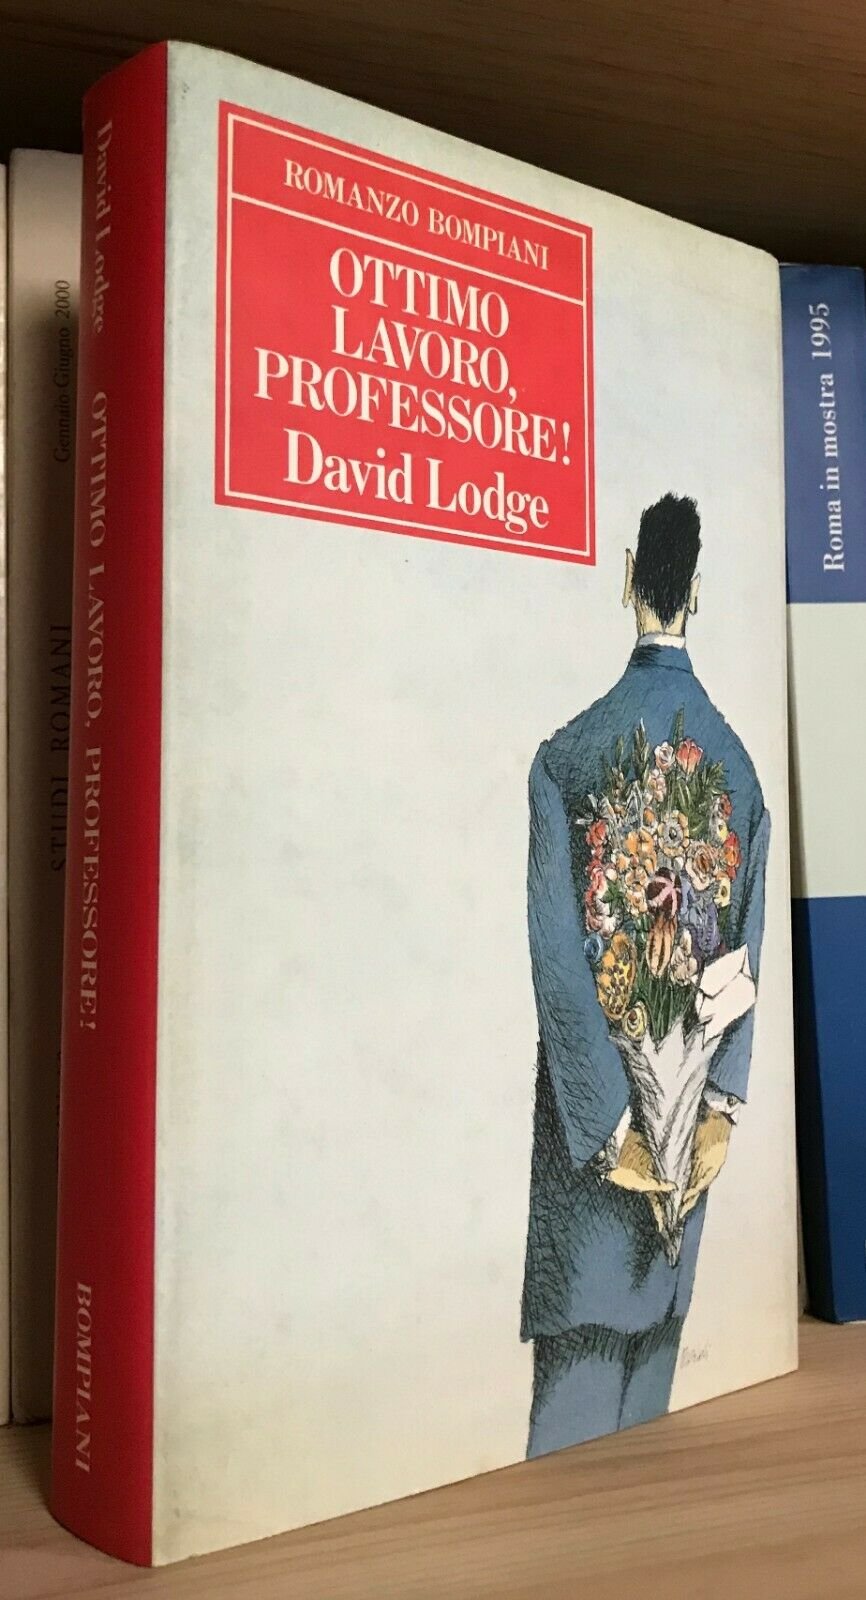 ROMANZO BOMPIANI
OTTIMO
LAVORO,
PROFESSORE!
David Lodge
David Lodge OTTIMO LAVORO, PROFESSORE! BOMPIANI
Gennaio-Giugno 2000
STUDI ROMANI
Roma in mostra 1995